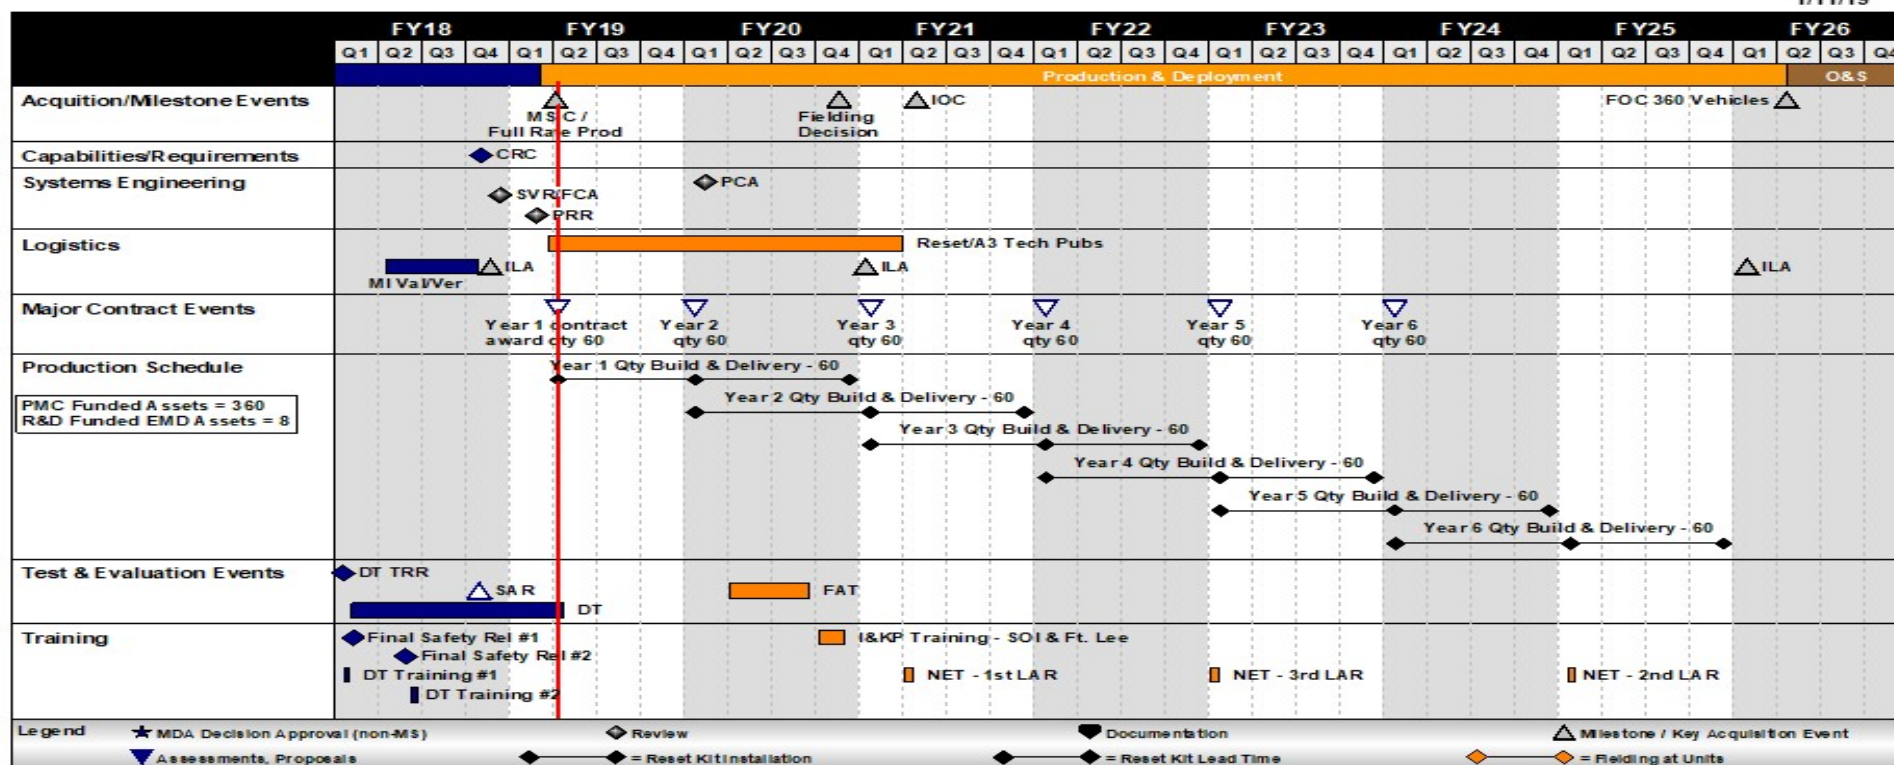 FY18 FY19 FY20 FY21 FY22 FY23 FY24 FY25 FY26
Q1 Q2 Q3 Q4 Q1 Q2 Q3 Q4 Q1 Q2 Q3 Q4 Q1 Q2 Q3 Q4 Q1 Q2 Q3 Q4 Q1 Q2 Q3 Q4 Q1 Q2 Q3 Q4 Q1 Q2 Q3 Q4 Q1 Q2 Q3 Q4
Production & Deployment O&S
Acquition/Milestone Events
MS C /
Full Rate Prod
Fielding
Decision
IOC
FOC 360 Vehicles
Capabilities/Requirements
CRC
Systems Engineering
PCA
SVR/FCA
PRR
Logistics
Reset/A3 Tech Pubs
ILA ILA ILA
MI Val/Ver
Major Contract Events
Year 1 contract
award qty 60
Year 2
qty 60
Year 3
qty 60
Year 4
qty 60
Year 5
qty 60
Year 6
qty 60
Production Schedule
PMC Funded Assets = 360
R&D Funded EMD Assets = 8
Year 1 Qty Build & Delivery - 60
Year 2 Qty Build & Delivery - 60
Year 3 Qty Build & Delivery - 60
Year 4 Qty Build & Delivery - 60
Year 5 Qty Build & Delivery - 60
Year 6 Qty Build & Delivery - 60
Test & Evaluation Events
DT TRR
SAR
FAT
DT
Training
Final Safety Rel #1
I&KP Training - SOI & Ft. Lee
Final Safety Rel #2
DT Training #1
NET - 1st LAR
NET - 3rd LAR
NET - 2nd LAR
DT Training #2
Legend
MDA Decision Approval (non-MS)
Review
Documentation
Milestone / Key Acquisition Event
Assessments, Proposals
= Reset Kit Installation
= Reset Kit Lead Time
= Fielding at Units